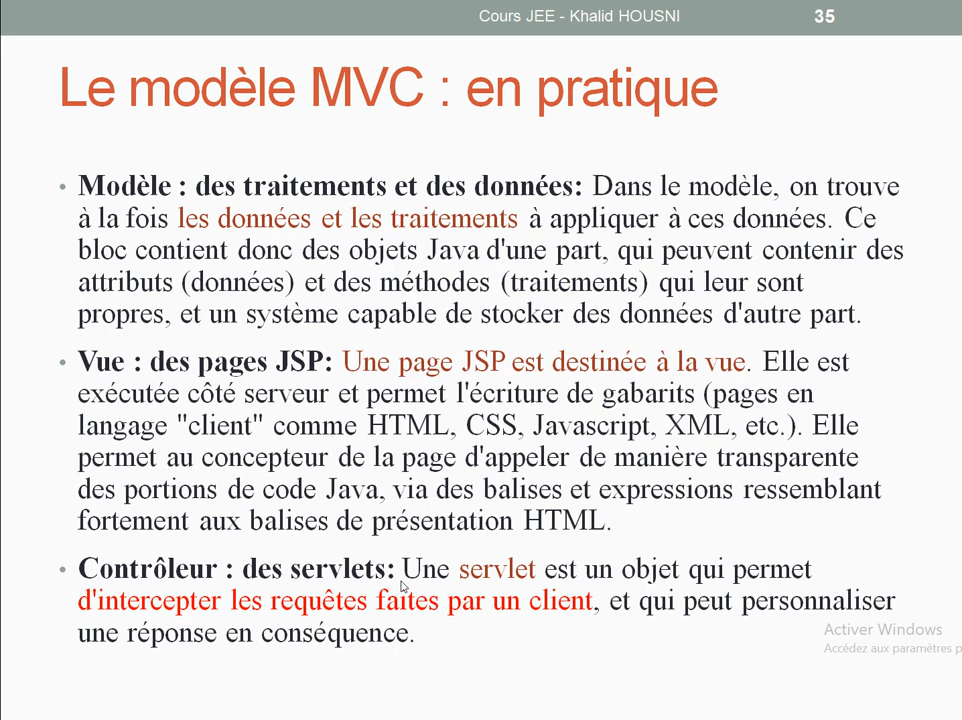 Cours JEE - Khalid HOUSNI 35
Le modèle MVC : en pratique
• Modèle : des traitements et des données: Dans le modèle, on trouve
à la fois les données et les traitements à appliquer à ces données. Ce
bloc contient donc des objets Java d'une part, qui peuvent contenir des
attributs (données) et des méthodes (traitements) qui leur sont
propres, et un système capable de stocker des données d'autre part.
• Vue : des pages JSP: Une page JSP est destinée à la vue. Elle est
exécutée côté serveur et permet l'écriture de gabarits (pages en
langage "client" comme HTML, CSS, Javascript, XML, etc.). Elle
permet au concepteur de la page d'appeler de manière transparente
des portions de code Java, via des balises et expressions ressemblant
fortement aux balises de présentation HTML.
• Contrôleur : des servlets: Une servlet est un objet qui permet
d'intercepter les requêtes faites par un client, et qui peut personnaliser
une réponse en conséquence.
Activer Windows
Accédez aux paramètres p